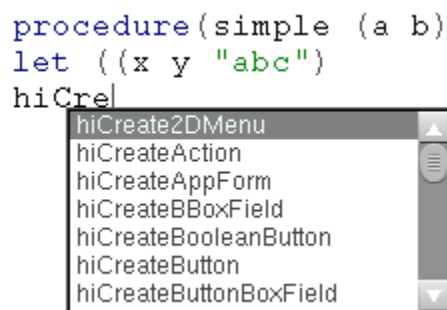 procedure(simple (a b)
let ((x y "abc")
hiCre
hiCreate2DMenu
hiCreateAction
hiCreateAppForm
hiCreateBBoxField
hiCreateBooleanButton
hiCreateButton
hiCreateButtonBoxField